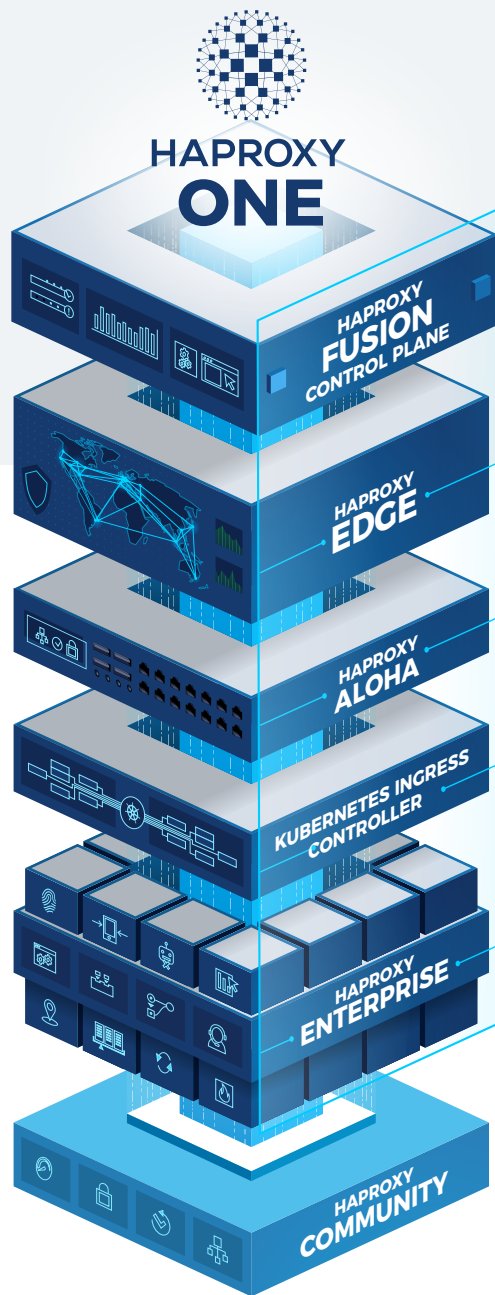 HAPROXY
ONE
HAPROXY
FUSION
CONTROL PLANE
HAPROXY
EDGE
HAPROXY
ALOHA
KUBERNETES INGRESS
CONTROLLER
HAPROXY
ENTERPRISE
HAPROXY
COMMUNITY